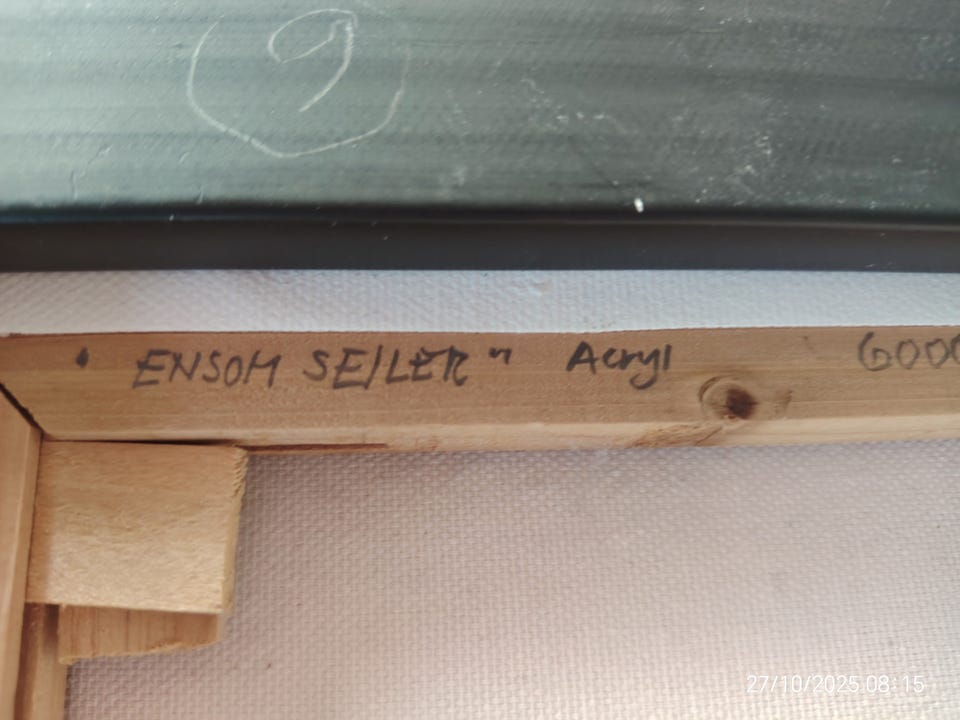 9
" ENSOM SEILER " Acryl 6000
27/10/2025 08:15